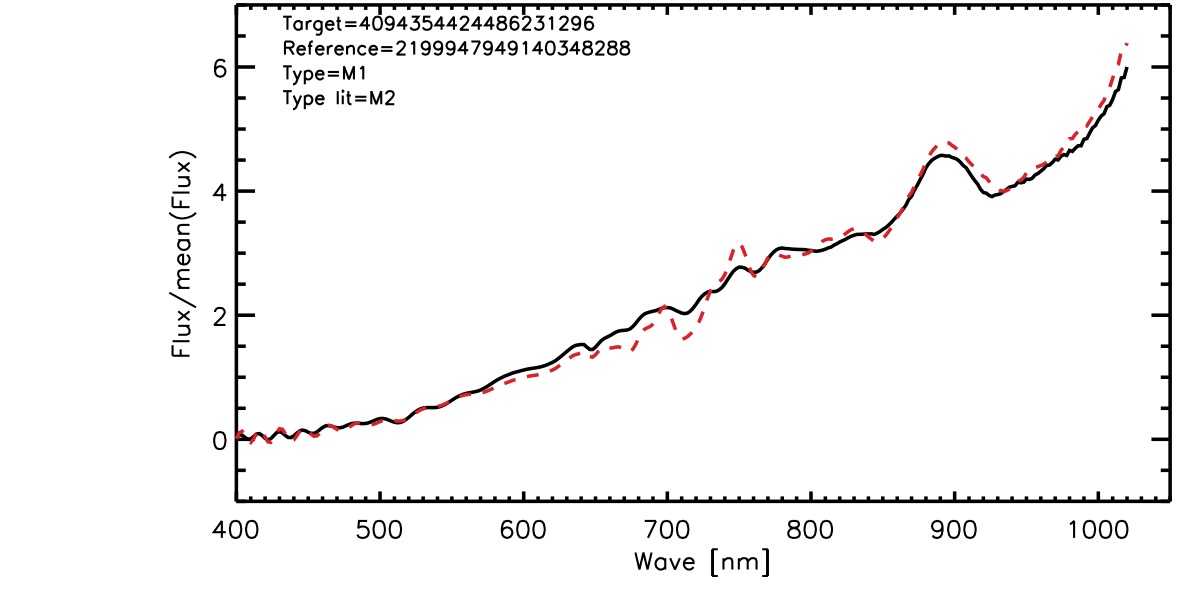 Target=4094354424486231296
Reference=2199947949140348288
Type=M1
Type lit=M2
6
4
2
0
Flux/mean(Flux)
400 500 600 700 800 900 1000
Wave [nm]